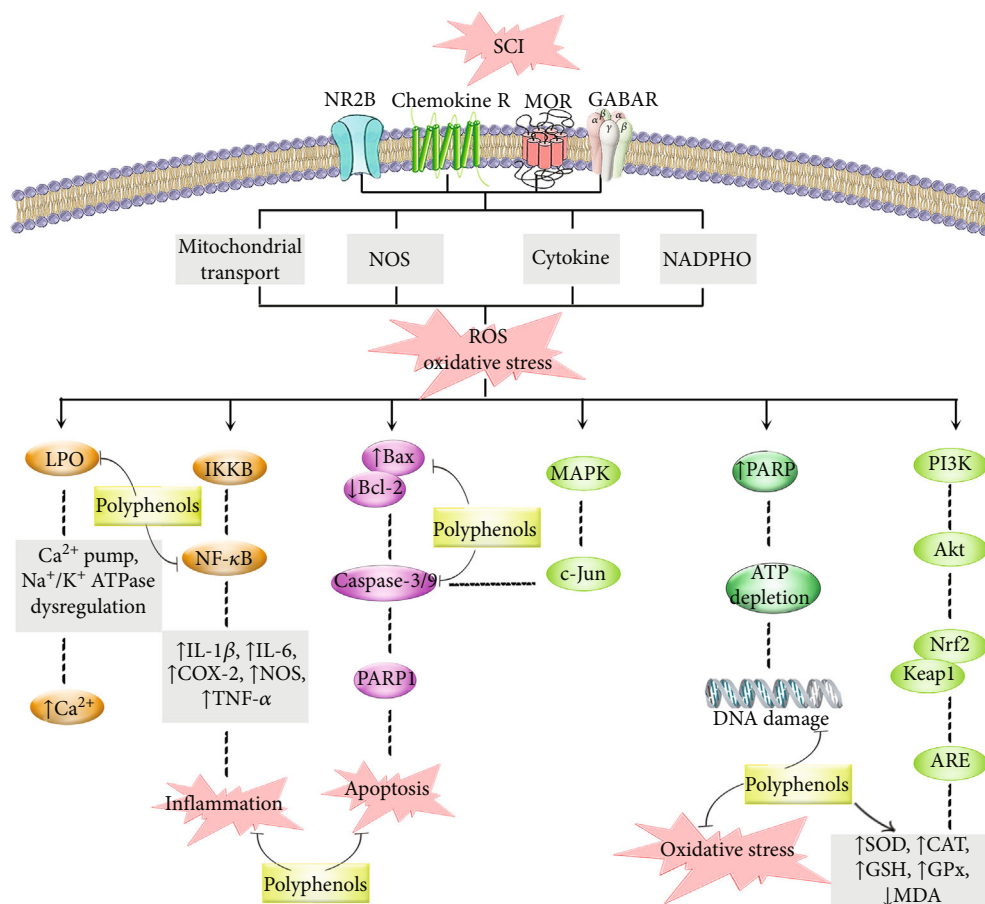 SCI
NR2B
Chemokine R
MOR
GABAR
α
β
α
γ
β
Mitochondrial
transport
NOS
Cytokine
NADPHO
ROS
oxidative stress
LPO
IKKB
↑Bax
↓Bcl-2
MAPK
↑PARP
PI3K
Polyphenols
Polyphenols
Ca²⁺ pump,
Na⁺/K⁺ ATPase
dysregulation
NF-κB
Caspase-3/9
c-Jun
ATP
depletion
Akt
↑IL-1β, ↑IL-6,
↑COX-2, ↑NOS,
↑TNF-α
Nrf2
Keap1
↑Ca²⁺
PARP1
DNA damage
ARE
Inflammation
Apoptosis
Polyphenols
Polyphenols
Oxidative stress
↑SOD, ↑CAT,
↑GSH, ↑GPx,
↓MDA